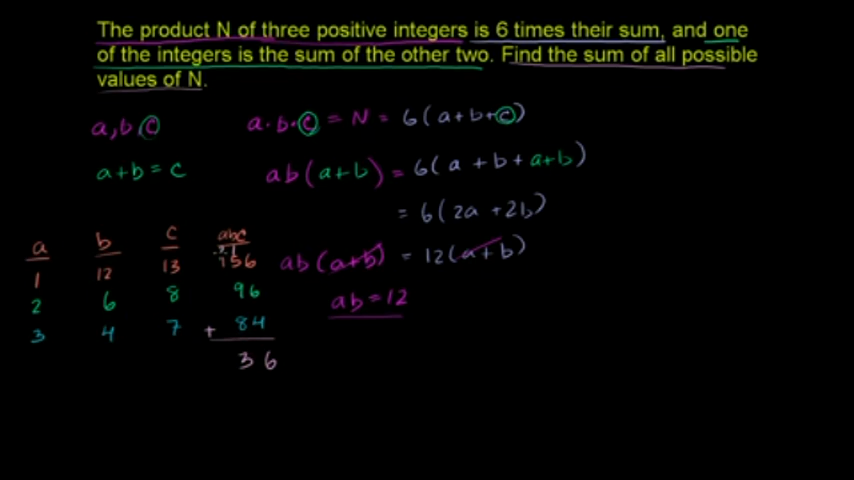 The product N of three positive integers is 6 times their sum, and one
of the integers is the sum of the other two. Find the sum of all possible
values of N.
a, b c
a · b · c = N = 6(a+b+c)
a+b = c
ab(a+b) = 6(a + b + a+b)
= 6(2a + 2b)
ab(a+b) = 12(a+b)
ab = 12
a b c abc
1 12 13 156
2 6 8 96
3 4 7 + 84
3 6